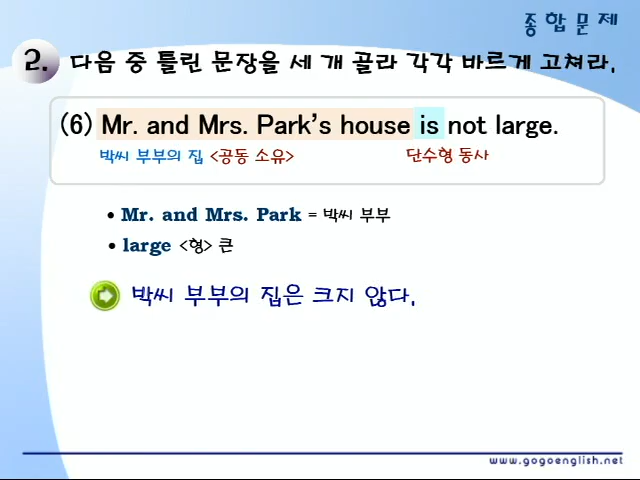 종합문제
2. 다음 중 틀린 문장을 세 개 골라 각각 바르게 고쳐라.
(6) Mr. and Mrs. Park's house is not large.
박씨 부부의 집 <공동 소유> 단수형 동사
• Mr. and Mrs. Park = 박씨 부부
• large <형> 큰
박씨 부부의 집은 크지 않다.
www.gogoenglish.net